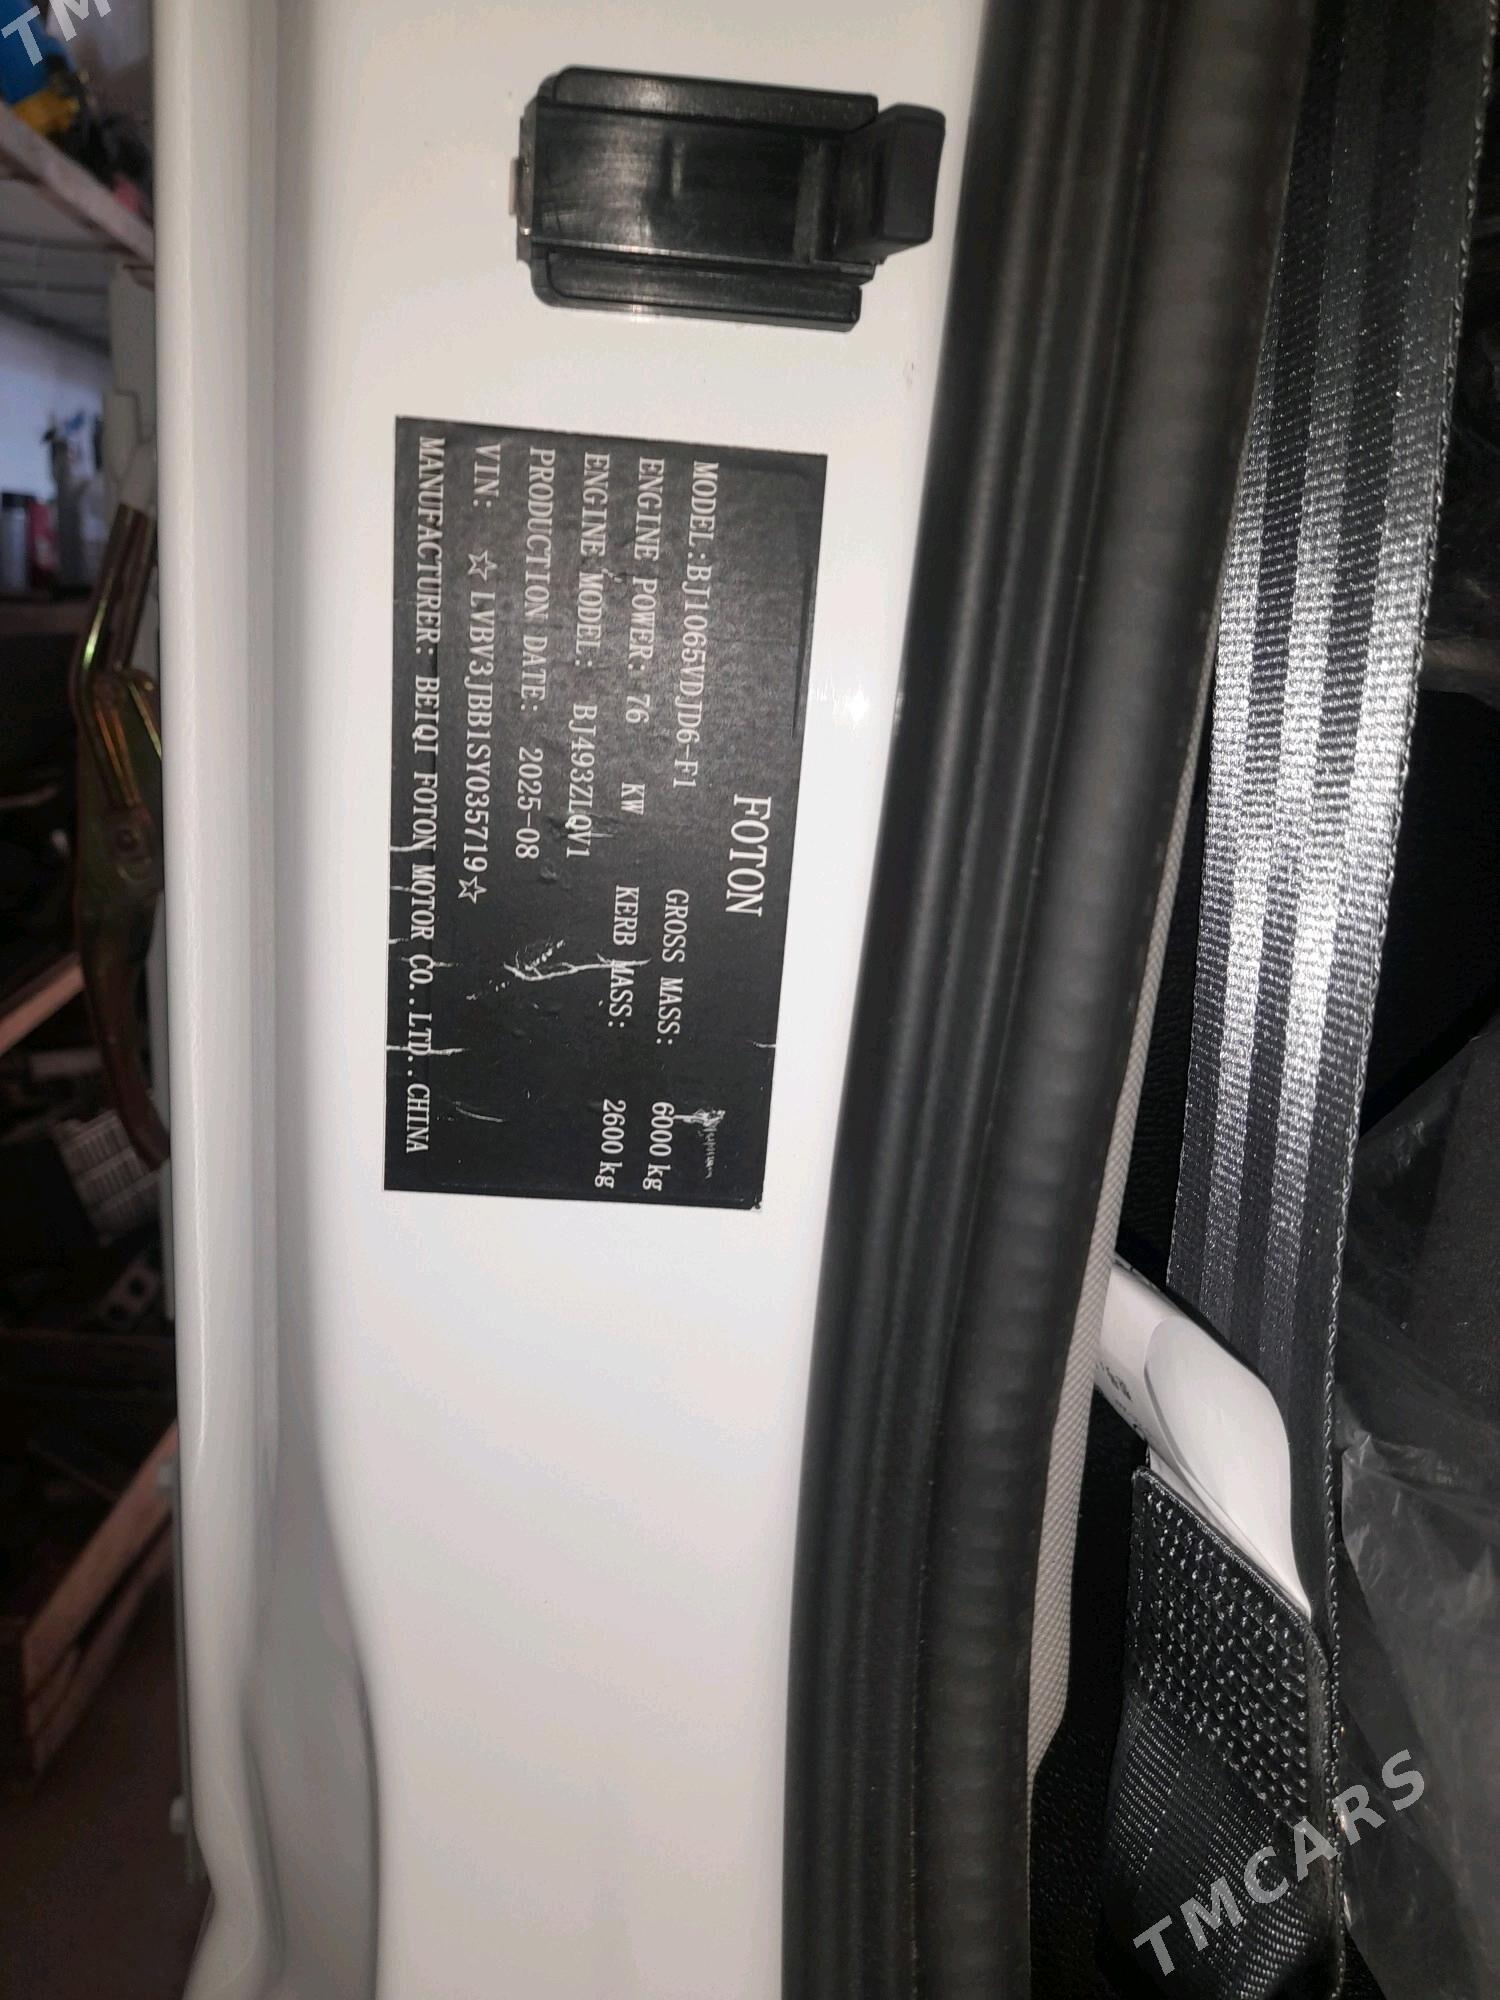 FOTON
MODEL:BJ1065VDJD6-F1 GROSS MASS: 6000 kg
ENGINE POWER: 76 KW KERB MASS: 2600 kg
ENGINE MODEL: BJ493ZLQV1
PRODUCTION DATE: 2025-08
VIN: ☆ LVBV3JBB1SY035719☆
MANUFACTURER: BEIQI FOTON MOTOR CO.,LTD.,CHINA
TM
TMCARS